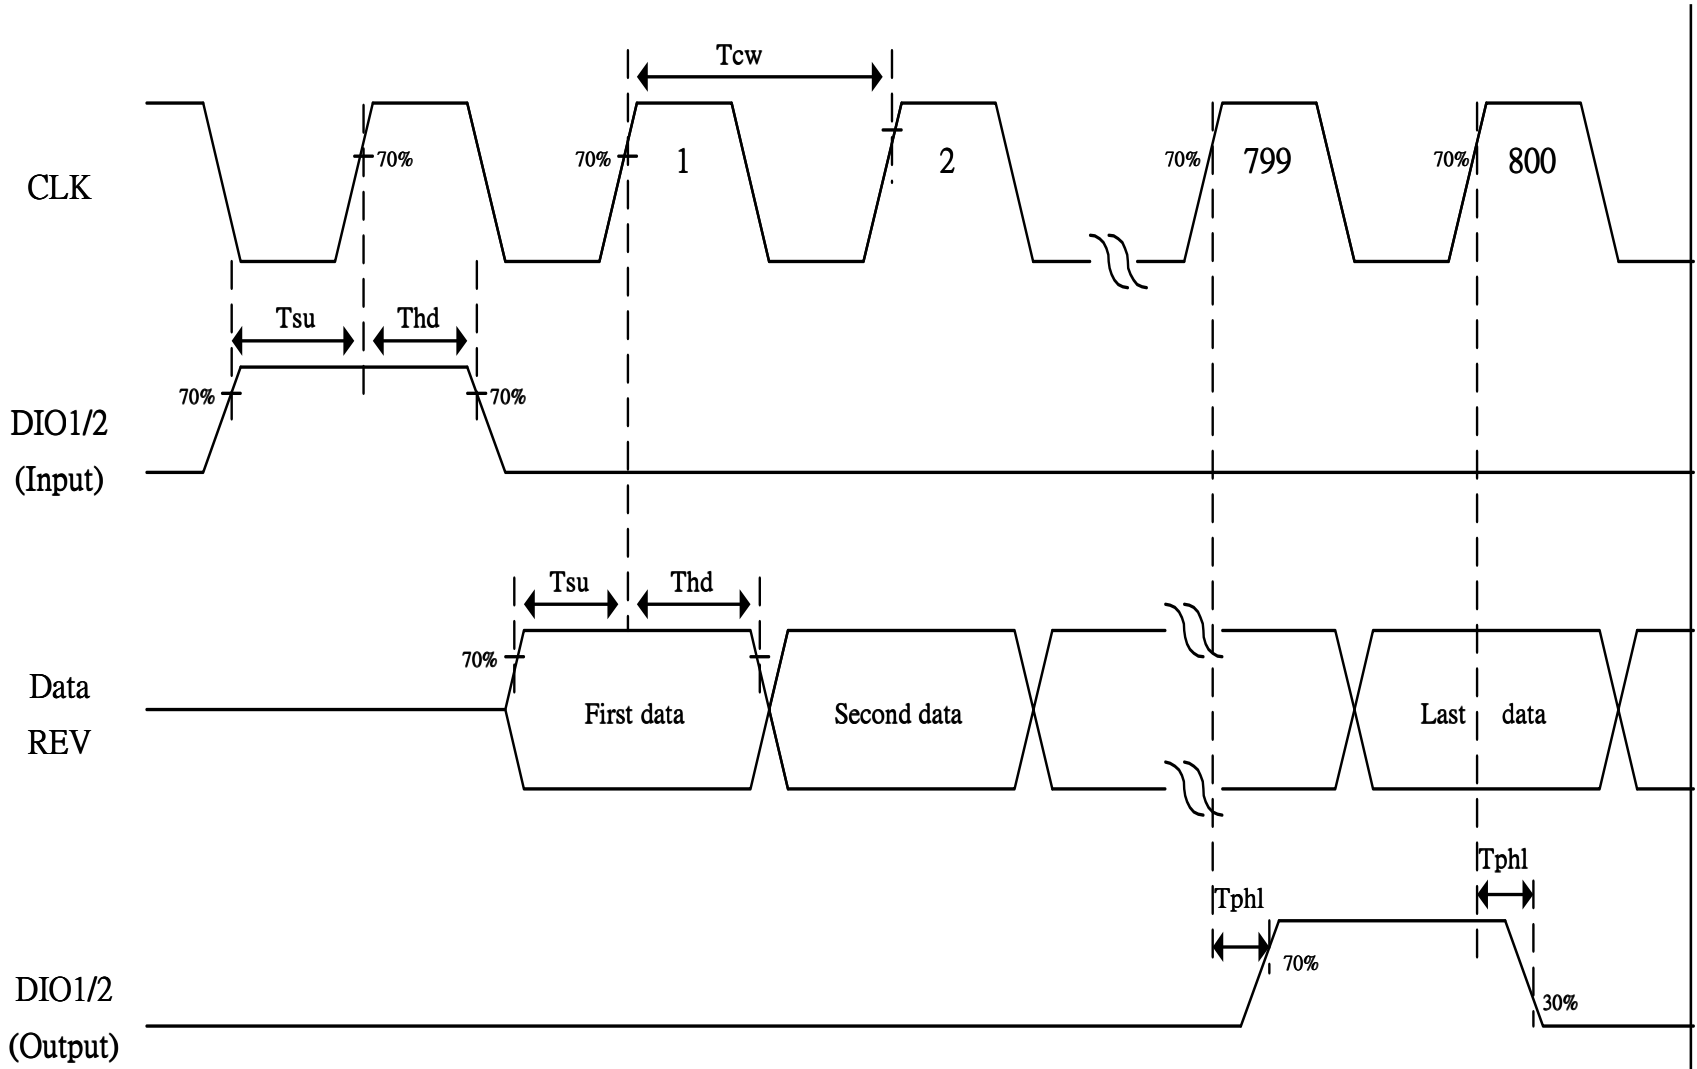 Tcw
CLK
70%
70%
1
2
70%
799
70%
800
Tsu
Thd
DIO1/2
(Input)
70%
70%
Tsu
Thd
Data
REV
70%
First data
Second data
Last data
Tphl
Tphl
DIO1/2
(Output)
70%
30%